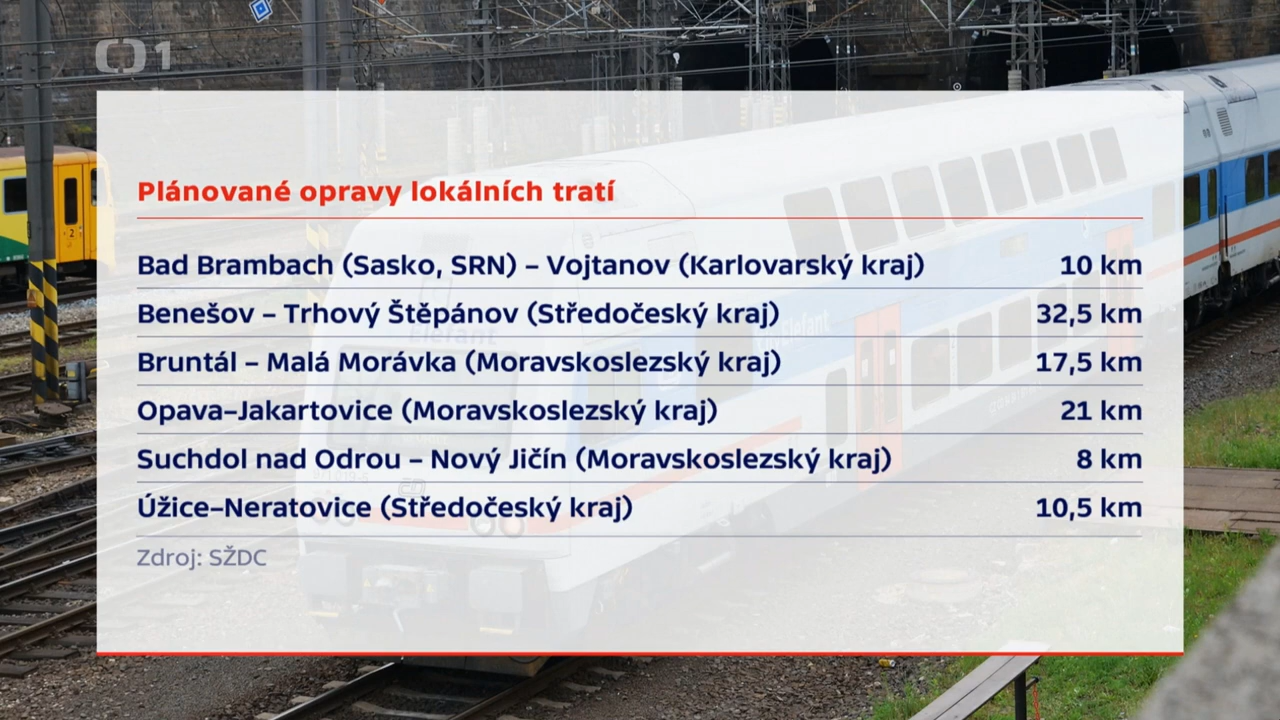 1
Plánované opravy lokálních tratí
Bad Brambach (Sasko, SRN) – Vojtanov (Karlovarský kraj) 10 km
Benešov – Trhový Štěpánov (Středočeský kraj) 32,5 km
Bruntál – Malá Morávka (Moravskoslezský kraj) 17,5 km
Opava–Jakartovice (Moravskoslezský kraj) 21 km
Suchdol nad Odrou – Nový Jičín (Moravskoslezský kraj) 8 km
Úžice–Neratovice (Středočeský kraj) 10,5 km
Zdroj: SŽDC